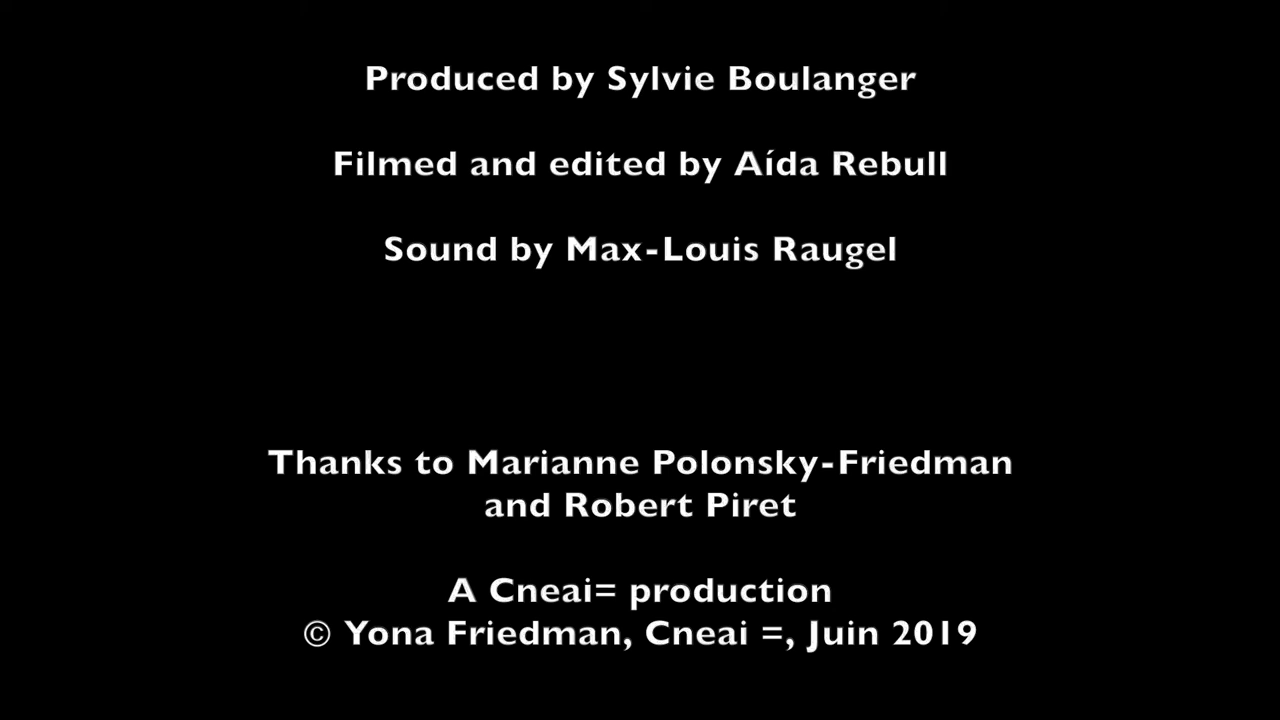 Produced by Sylvie Boulanger
Filmed and edited by Aída Rebull
Sound by Max-Louis Raugel
Thanks to Marianne Polonsky-Friedman
and Robert Piret
A Cneai= production
© Yona Friedman, Cneai =, Juin 2019